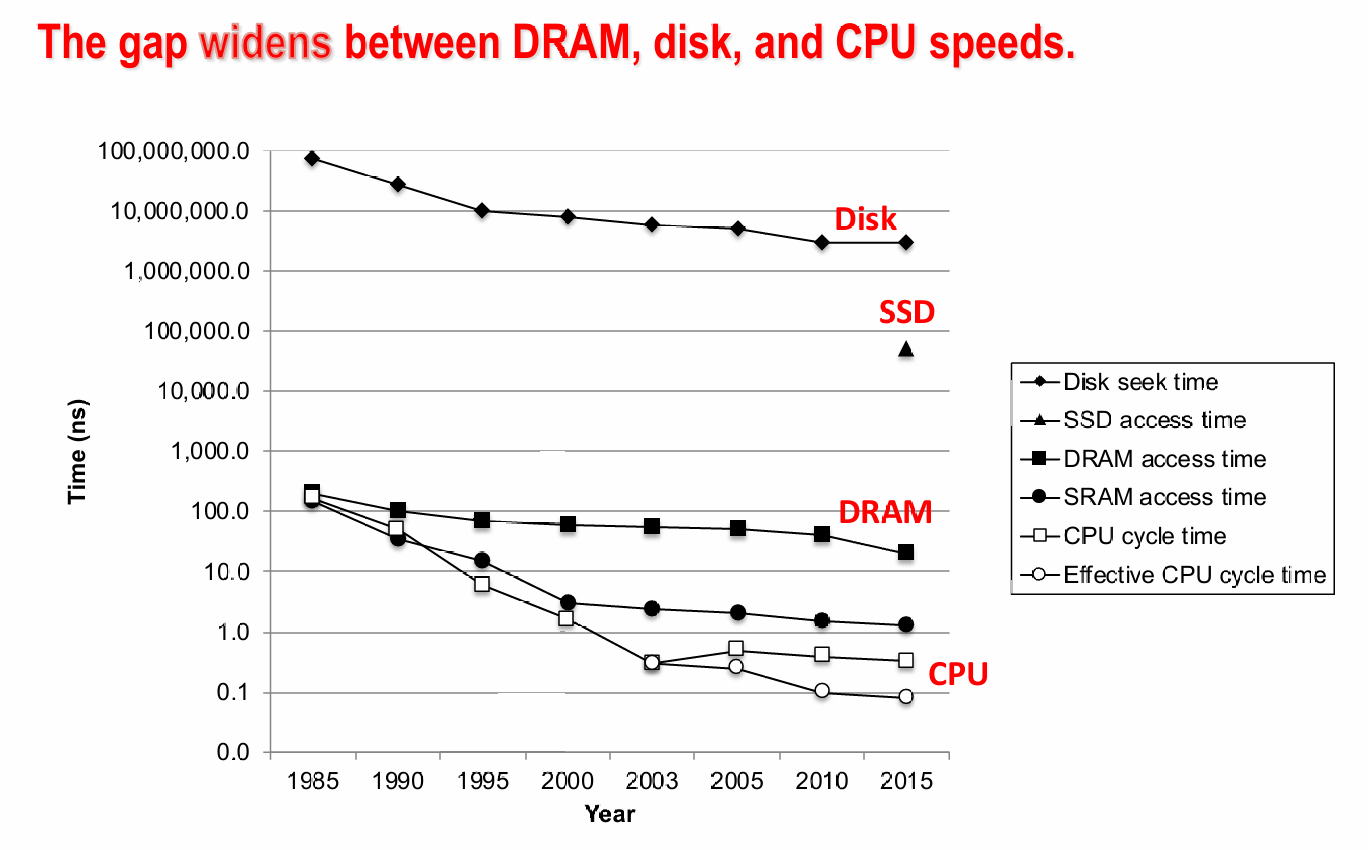 The gap widens between DRAM, disk, and CPU speeds.
100,000,000.0
10,000,000.0
1,000,000.0
100,000.0
10,000.0
1,000.0
100.0
10.0
1.0
0.1
0.0
Time (ns)
Disk
SSD
DRAM
CPU
1985 1990 1995 2000 2003 2005 2010 2015
Year
Disk seek time
SSD access time
DRAM access time
SRAM access time
CPU cycle time
Effective CPU cycle time